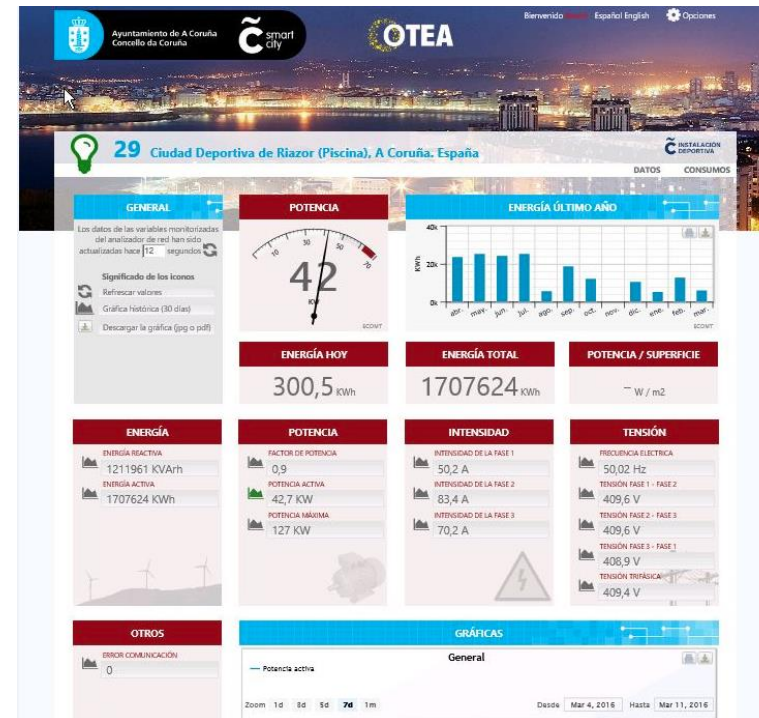 Ayuntamiento de A Coruña
Concello da Coruña
C smart city
OTEA
Bienvenido
Español English
Opciones
29 Ciudad Deportiva de Riazor (Piscina), A Coruña. España
C INSTALACIÓN DEPORTIVA
DATOS CONSUMOS
GENERAL
Los datos de las variables monitorizadas
del analizador de red han sido
actualizadas hace 12 segundos
Significado de los iconos
Refrescar valores
Gráfica histórica (30 días)
Descargar la gráfica (jpg o pdf)
POTENCIA
10 30 50 70
42
KW
ECOWT
ENERGÍA ÚLTIMO AÑO
40k
20k
0k
KWh
abr. may. jun. jul. ago. sep. oct. nov. dic. ene. feb. mar.
ECOWT
ENERGÍA HOY
300,5 KWh
ENERGÍA TOTAL
1707624 KWh
POTENCIA / SUPERFICIE
– W / m2
ENERGÍA
ENERGÍA REACTIVA
1211961 KVArh
ENERGÍA ACTIVA
1707624 KWh
POTENCIA
FACTOR DE POTENCIA
0,9
POTENCIA ACTIVA
42,7 KW
POTENCIA MÁXIMA
127 KW
INTENSIDAD
INTENSIDAD DE LA FASE 1
50,2 A
INTENSIDAD DE LA FASE 2
83,4 A
INTENSIDAD DE LA FASE 3
70,2 A
TENSIÓN
FRECUENCIA ELECTRICA
50,02 Hz
TENSIÓN FASE 1 - FASE 2
409,6 V
TENSIÓN FASE 2 - FASE 3
409,6 V
TENSIÓN FASE 3 - FASE 1
408,9 V
TENSIÓN TRIFÁSICA
409,4 V
OTROS
ERROR COMUNICACIÓN
0
GRÁFICAS
General
Potencia activa
Zoom 1d 3d 5d 7d 1m
Desde Mar 4, 2016 Hasta Mar 11, 2016